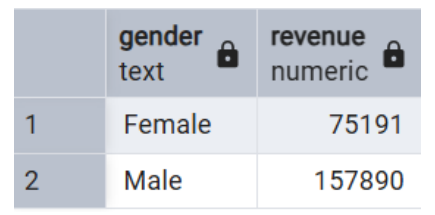 gender revenue
text numeric
1 Female 75191
2 Male 157890